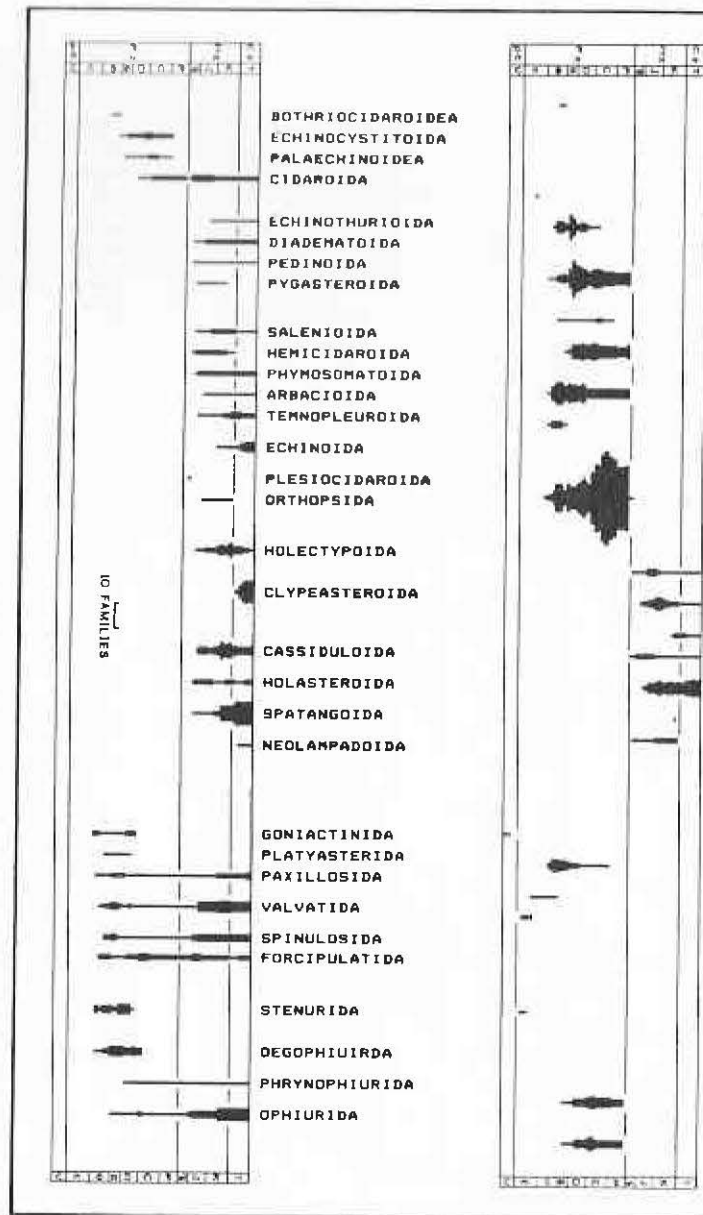 BOTHRIOCIDAROIDEA
ECHINOCYSTITOIDA
PALAECHINOIDEA
CIDAROIDA
ECHINOTHURIOIDA
DIADEMATOIDA
PEDINOIDA
PYGASTEROIDA
SALENIOIDA
HEMICIDAROIDA
PHYMOSOMATOIDA
ARBACIOIDA
TEMNOPLEUROIDA
ECHINOIDA
PLESIOCIDAROIDA
ORTHOPSIDA
HOLECTYPOIDA
CLYPEASTEROIDA
CASSIDULOIDA
HOLASTEROIDA
SPATANGOIDA
NEOLAMPADOIDA
GONIACTINIDA
PLATYASTERIDA
PAXILLOSIDA
VALVATIDA
SPINULOSIDA
FORCIPULATIDA
STENURIDA
OEGOPHIUIRDA
PHRYNOPHIURIDA
OPHIURIDA
10 FAMILIES